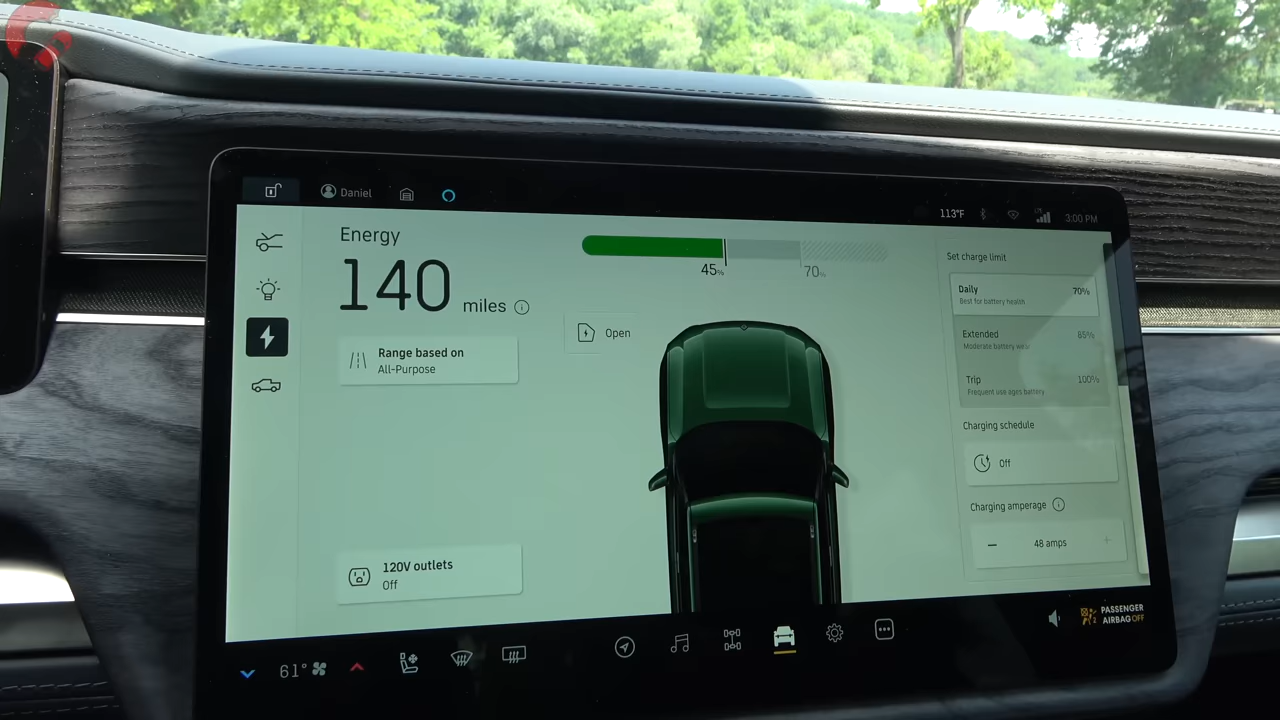 Daniel
113°F
3:00 PM
Energy
140 miles
45%
70%
Open
Range based on
All-Purpose
120V outlets
Off
Set charge limit
Daily 70%
Best for battery health
Extended 85%
Moderate battery
Trip 100%
Frequent use ages battery
Charging schedule
Off
Charging amperage
48 amps
61°
PASSENGER
AIRBAG OFF